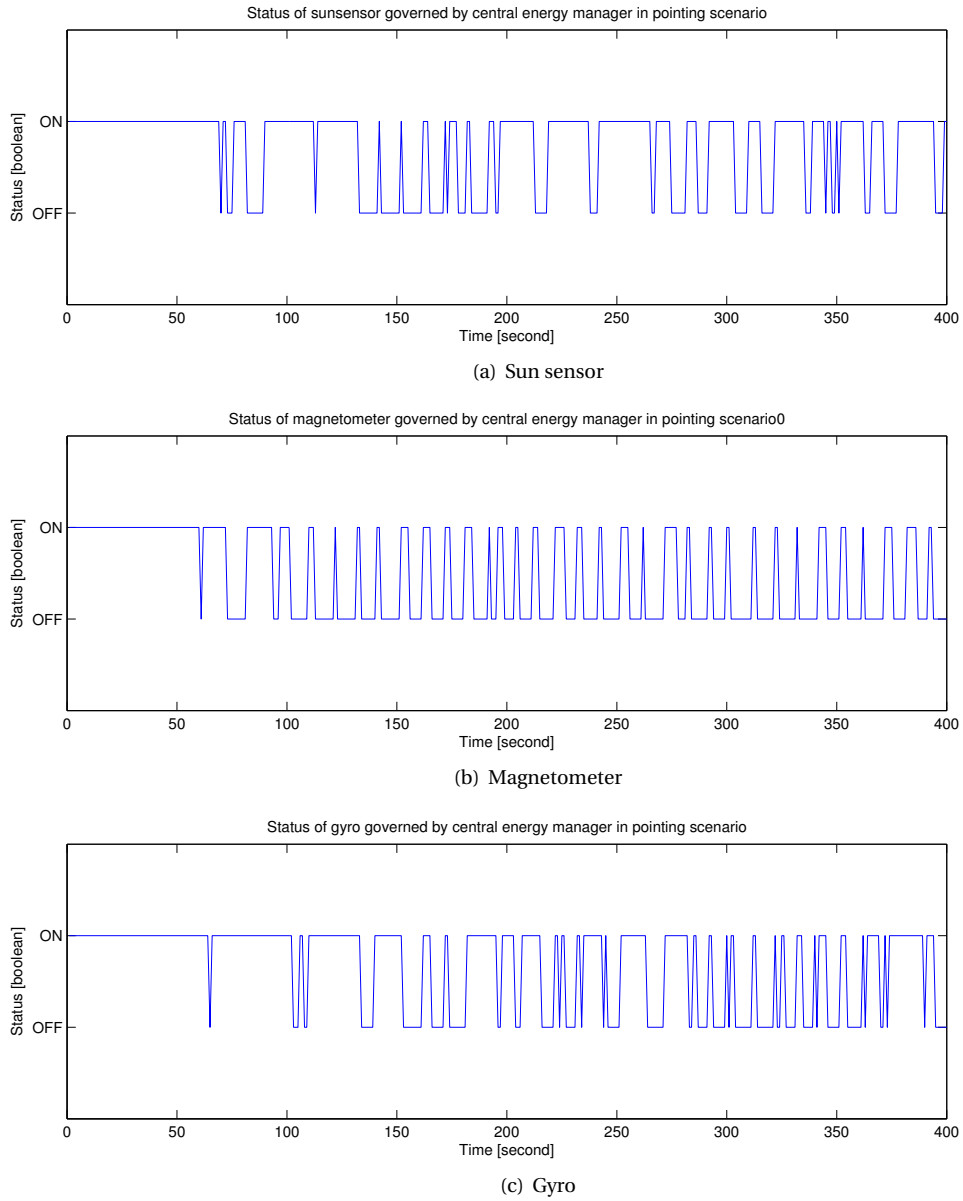 Status of sunsensor governed by central energy manager in pointing scenario
Status [boolean]
ON
OFF
0 50 100 150 200 250 300 350 400
Time [second]
(a) Sun sensor
Status of magnetometer governed by central energy manager in pointing scenario0
Status [boolean]
ON
OFF
0 50 100 150 200 250 300 350 400
Time [second]
(b) Magnetometer
Status of gyro governed by central energy manager in pointing scenario
Status [boolean]
ON
OFF
0 50 100 150 200 250 300 350 400
Time [second]
(c) Gyro